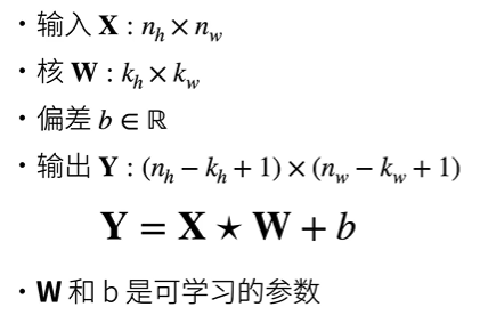 · 输入 X : n_h × n_w
· 核 W : k_h × k_w
· 偏差 b ∈ ℝ
· 输出 Y : (n_h − k_h + 1) × (n_w − k_w + 1)
Y = X ★ W + b
· W 和 b 是可学习的参数